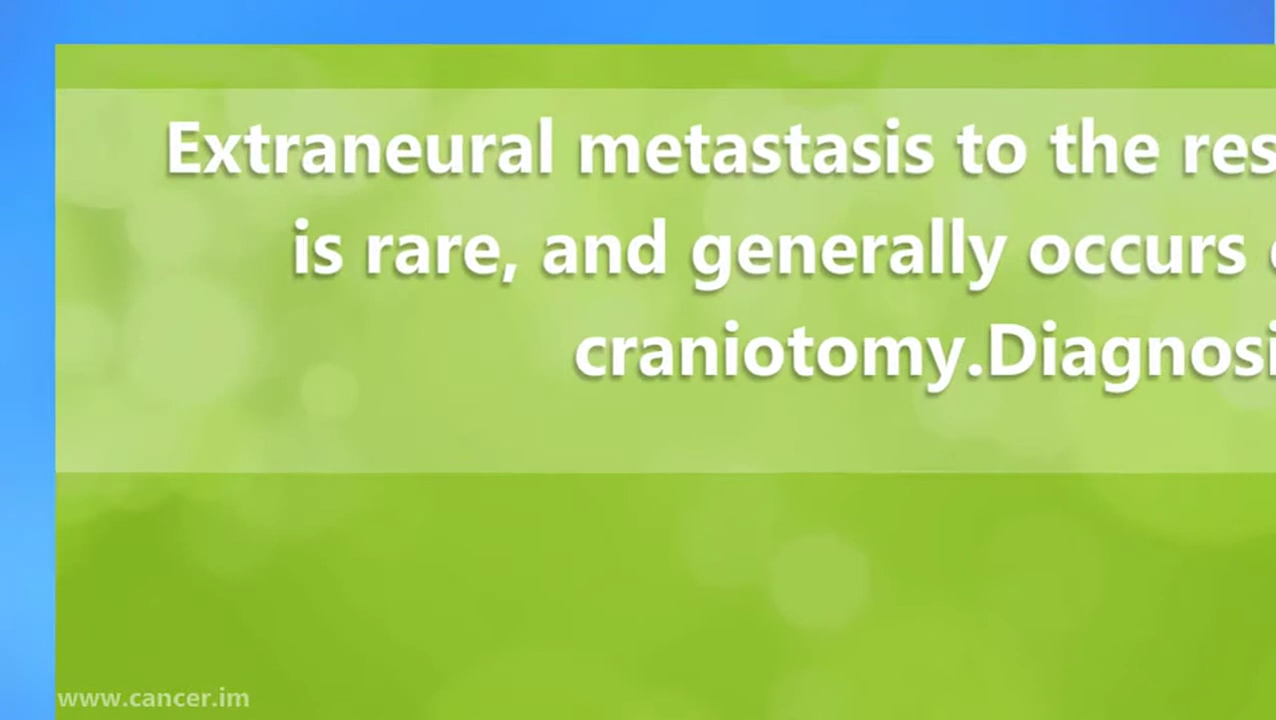 Extraneural metastasis to the res
is rare, and generally occurs
craniotomy.Diagnosi
www.cancer.im